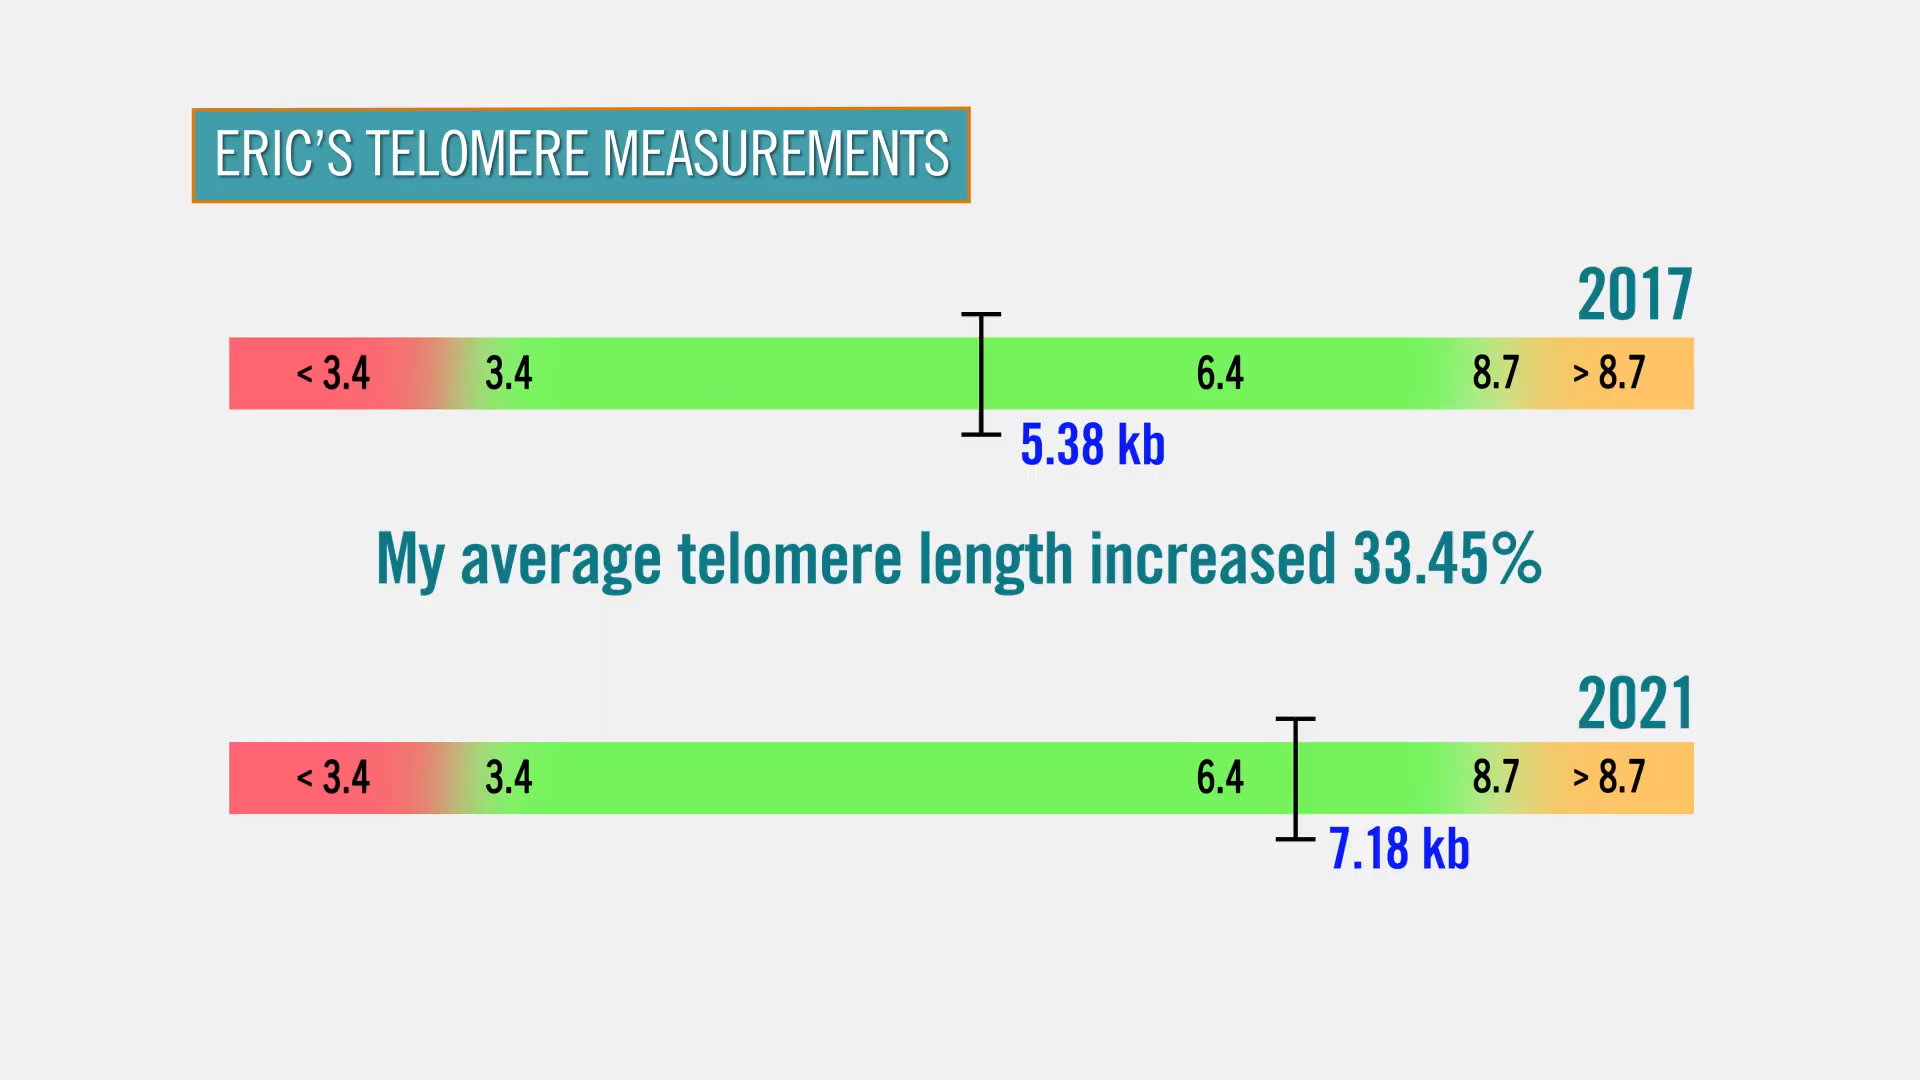 ERIC'S TELOMERE MEASUREMENTS
2017
< 3.4 3.4 6.4 8.7 > 8.7
5.38 kb
My average telomere length increased 33.45%
2021
< 3.4 3.4 6.4 8.7 > 8.7
7.18 kb